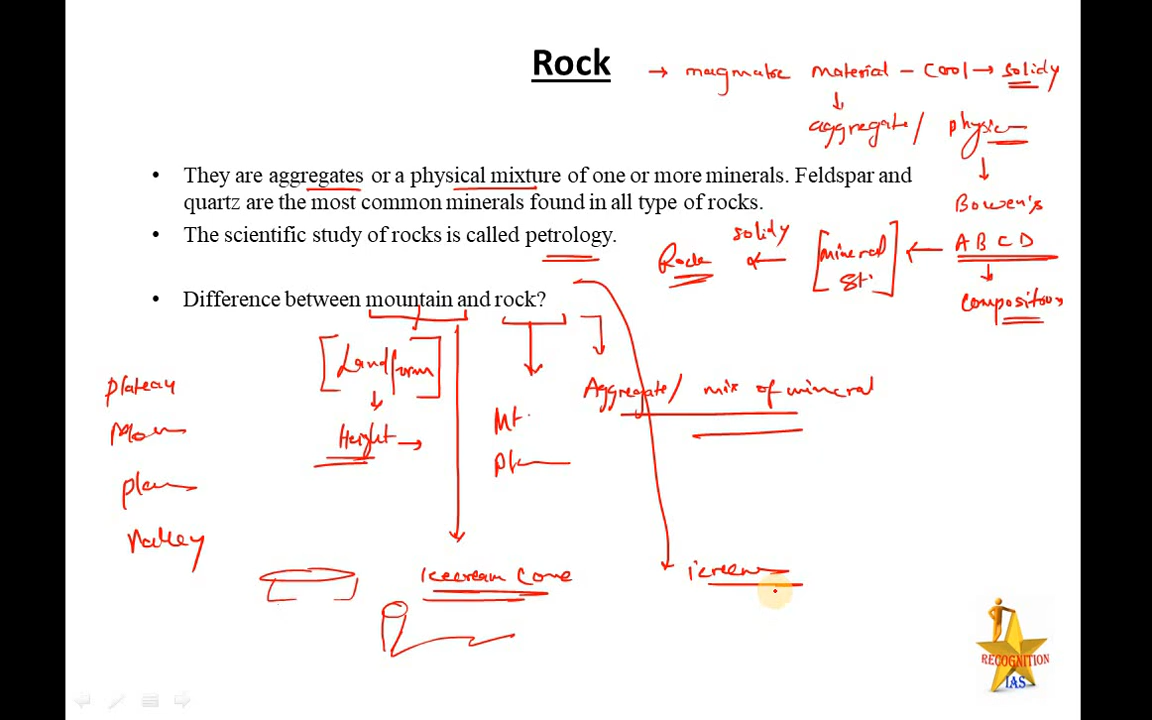 Rock
→ magmatic material – cool → solidy
aggregate/ physic
• They are aggregates or a physical mixture of one or more minerals. Feldspar and
quartz are the most common minerals found in all type of rocks.
Bowen's
• The scientific study of rocks is called petrology.
solidy
A B C D
Rock
[mineral
St.]
• Difference between mountain and rock?
compositon
[Landform]
Plateau
Aggregate/ mix of mineral
Mt.
Height →
Valley
Icecream Cone
RECOGNITION
IAS